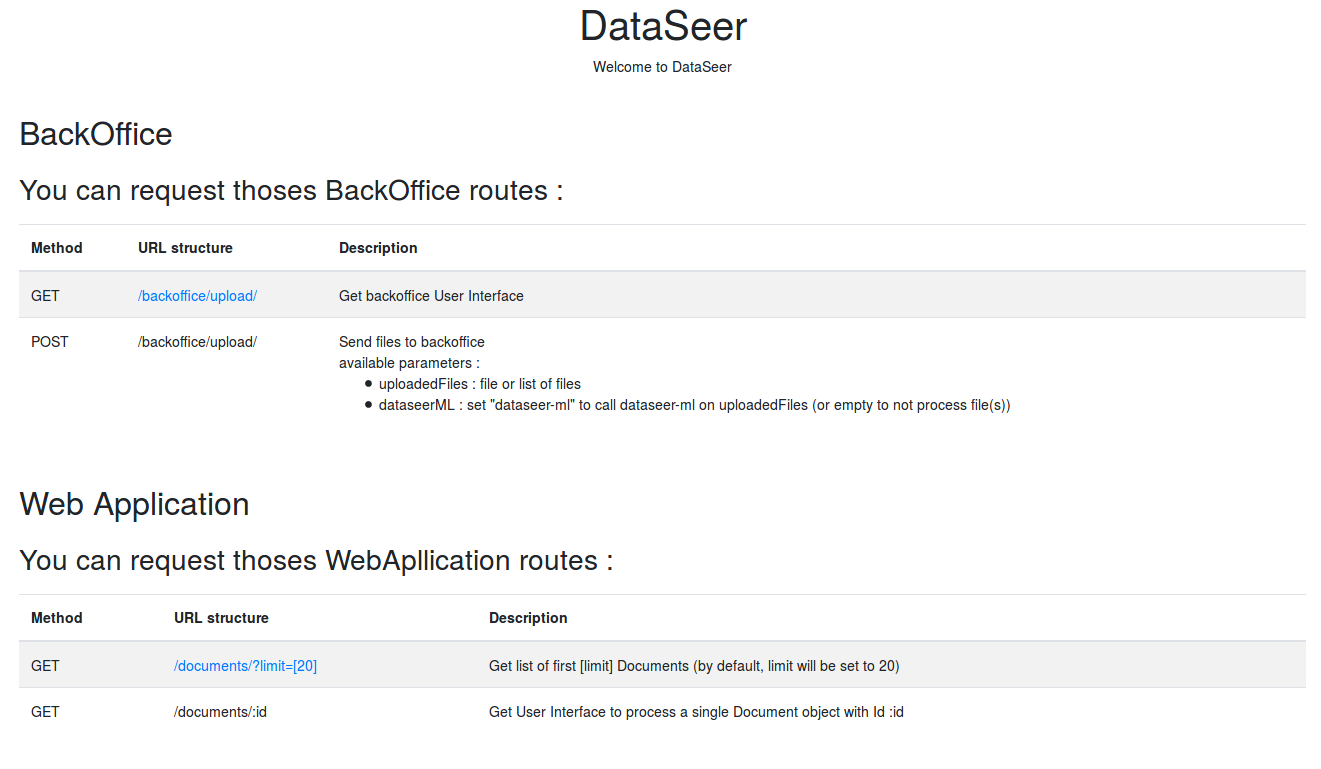 DataSeer
Welcome to DataSeer
BackOffice
You can request thoses BackOffice routes :
Method URL structure Description
GET /backoffice/upload/ Get backoffice User Interface
POST /backoffice/upload/ Send files to backoffice
available parameters :
• uploadedFiles : file or list of files
• dataseerML : set "dataseer-ml" to call dataseer-ml on uploadedFiles (or empty to not process file(s))
Web Application
You can request thoses WebApllication routes :
Method URL structure Description
GET /documents/?limit=[20] Get list of first [limit] Documents (by default, limit will be set to 20)
GET /documents/:id Get User Interface to process a single Document object with Id :id